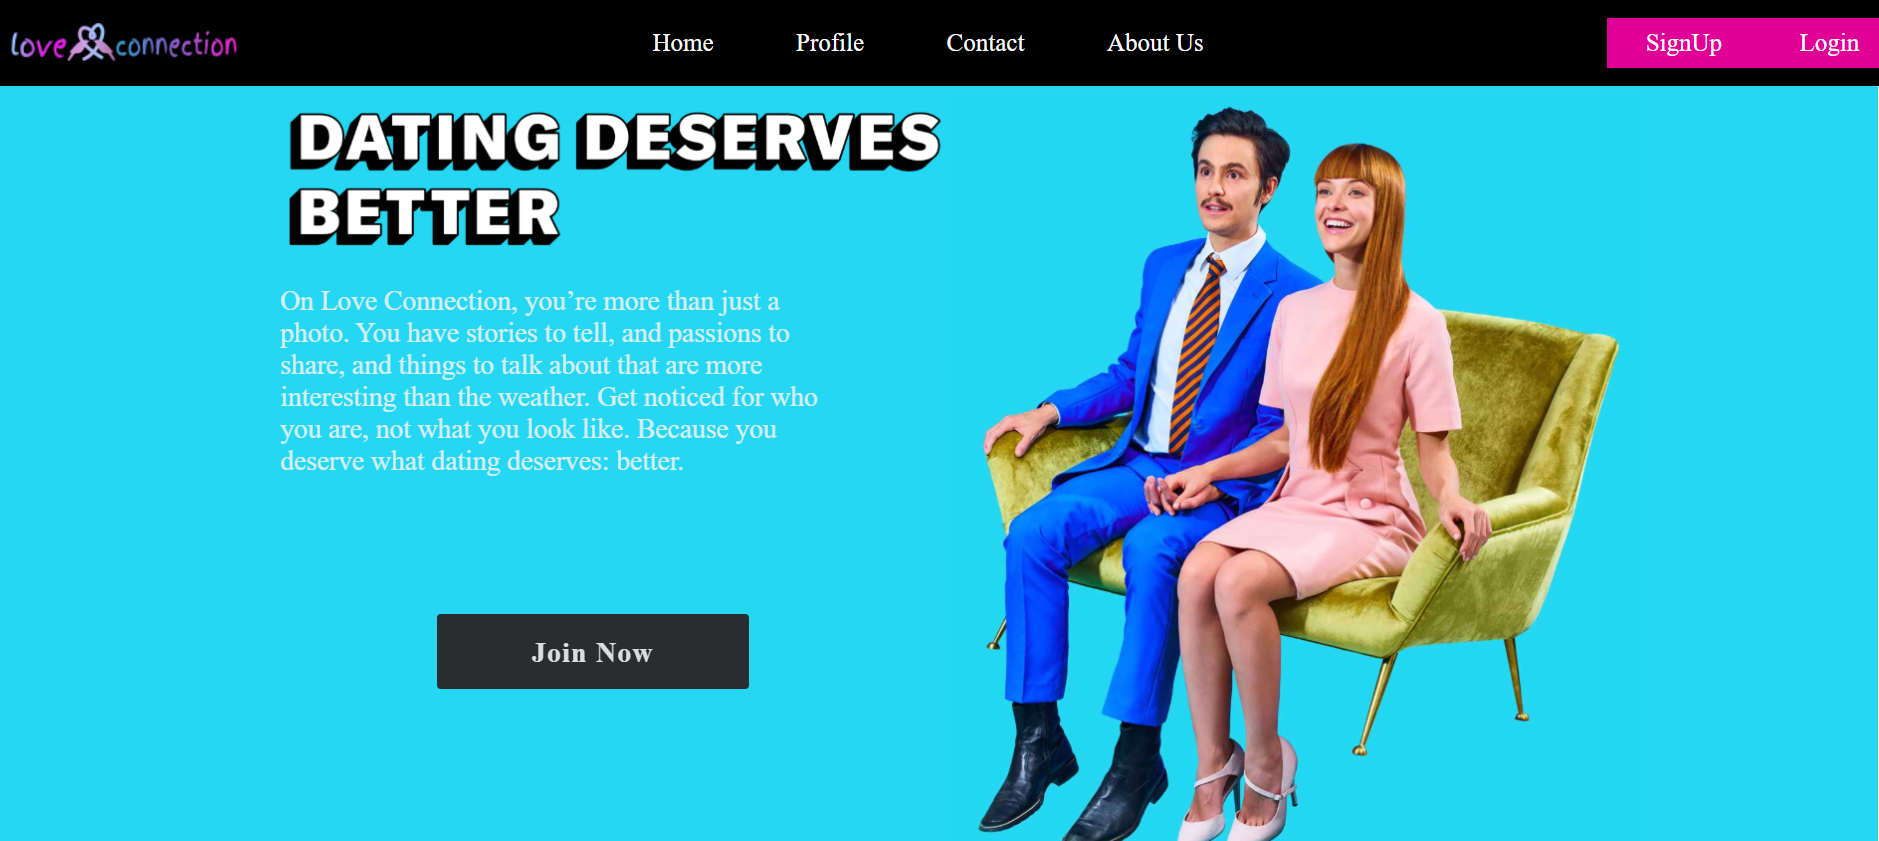 love connection
Home Profile Contact About Us SignUp Login
DATING DESERVES
BETTER
On Love Connection, you’re more than just a
photo. You have stories to tell, and passions to
share, and things to talk about that are more
interesting than the weather. Get noticed for who
you are, not what you look like. Because you
deserve what dating deserves: better.
Join Now